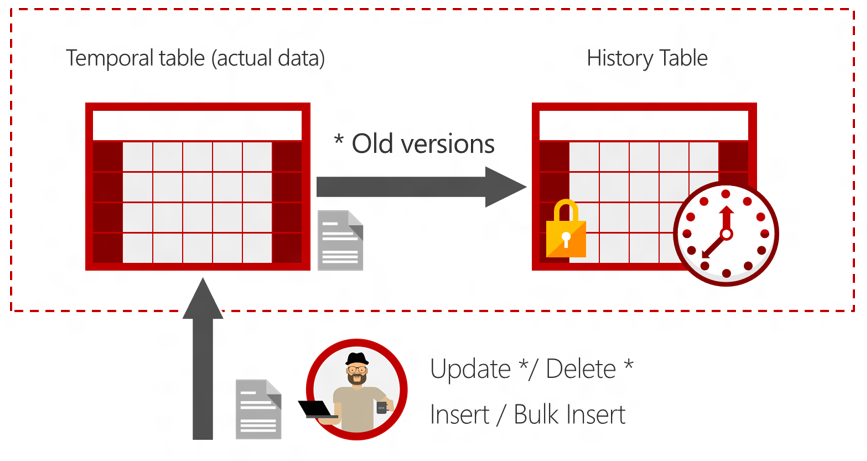 Temporal table (actual data)
History Table
* Old versions
Update */ Delete *
Insert / Bulk Insert